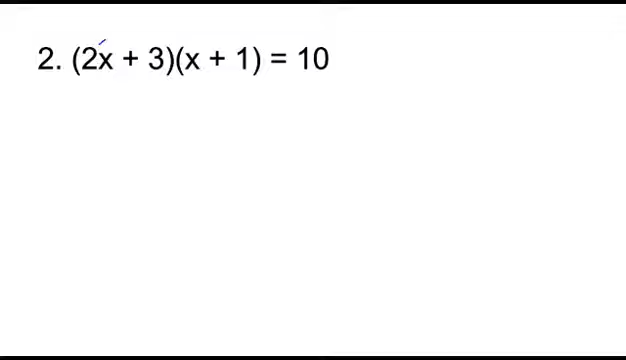 2. (2x + 3)(x + 1) = 10